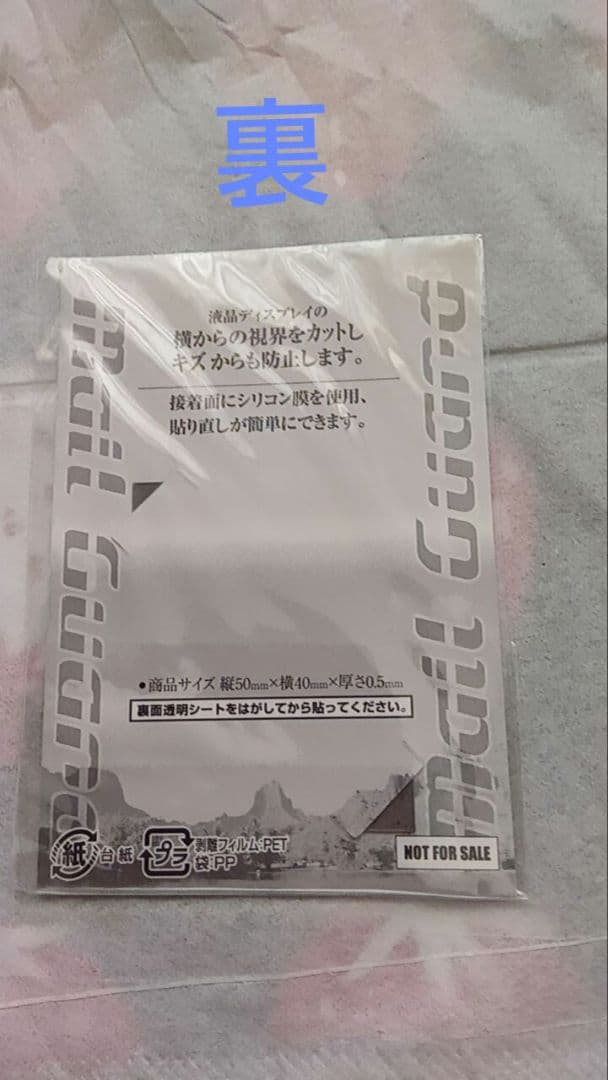 裏
液晶ディスプレイの
横からの視界をカットし
キズからも防止します。
接着面にシリコン膜を使用、
貼り直しが簡単にできます。
Mail Guard
Mail Guard
●商品サイズ 縦50mm×横40mm×厚さ0.5mm
裏面透明シートをはがしてから貼ってください。
紙 台紙
プラ 剥離フィルム:PET
袋:PP
NOT FOR SALE